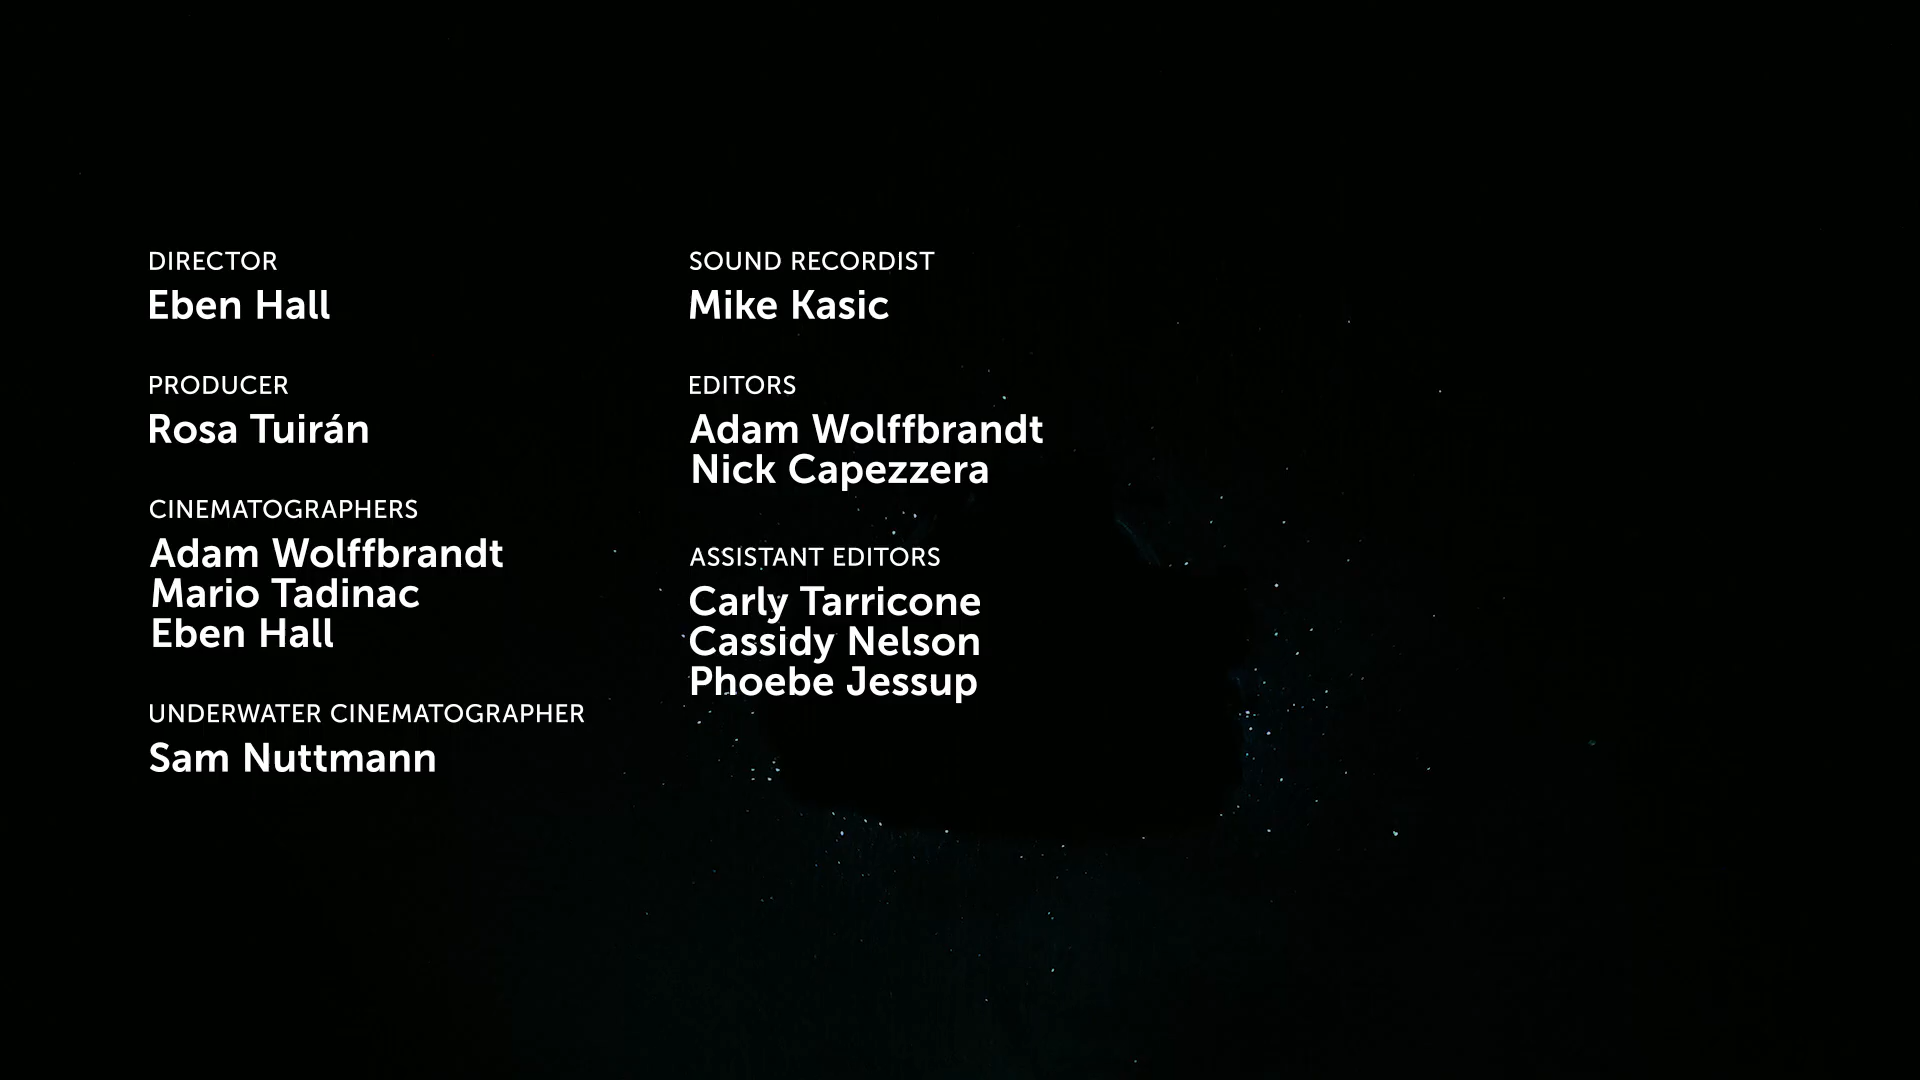 DIRECTOR
Eben Hall
PRODUCER
Rosa Tuirán
CINEMATOGRAPHERS
Adam Wolffbrandt
Mario Tadinac
Eben Hall
UNDERWATER CINEMATOGRAPHER
Sam Nuttmann
SOUND RECORDIST
Mike Kasic
EDITORS
Adam Wolffbrandt
Nick Capezzera
ASSISTANT EDITORS
Carly Tarricone
Cassidy Nelson
Phoebe Jessup